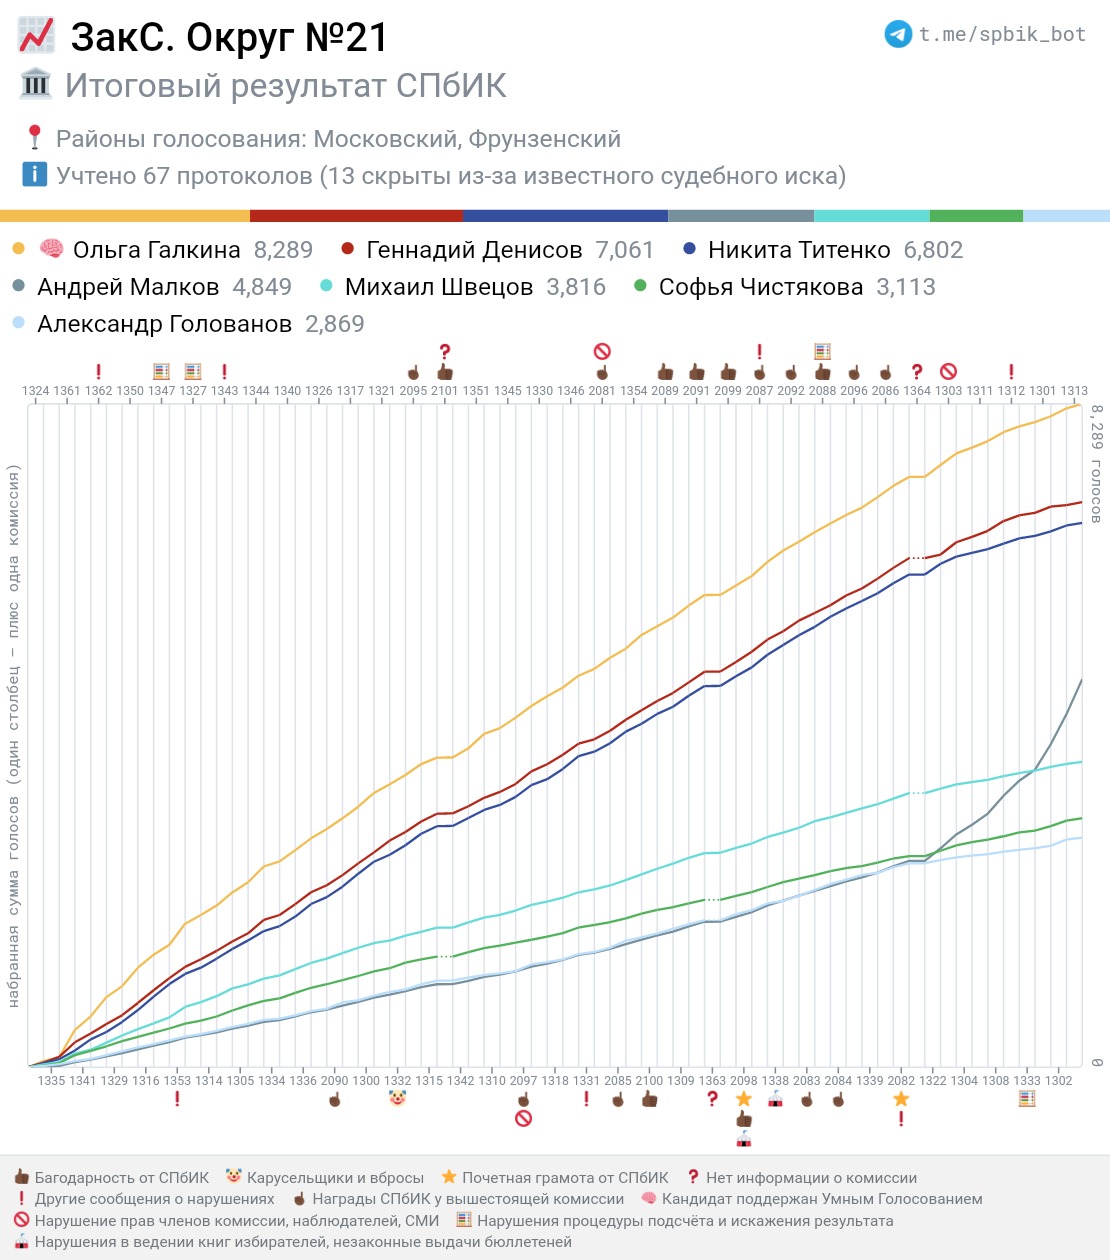 ЗакС. Округ №21
t.me/spbik_bot
Итоговый результат СПбИК
Районы голосования: Московский, Фрунзенский
Учтено 67 протоколов (13 скрыты из-за известного судебного иска)
Ольга Галкина 8,289 Геннадий Денисов 7,061 Никита Титенко 6,802
Андрей Малков 4,849 Михаил Швецов 3,816 Софья Чистякова 3,113
Александр Голованов 2,869
1324 1361 1362 1350 1347 1327 1343 1344 1340 1326 1317 1321 2095 2101 1351 1345 1330 1346 2081 1354 2089 2091 2099 2087 2092 2088 2096 2086 1364 1303 1311 1312 1301 1313
8,289 голосов
набранная сумма голосов (один столбец — плюс одна комиссия)
0
1335 1341 1329 1316 1353 1314 1305 1334 1336 2090 1300 1332 1315 1342 1310 2097 1318 1331 2085 2100 1309 1363 2098 1338 2083 2084 1339 2082 1322 1304 1308 1333 1302
Багодарность от СПбИК Карусельщики и вбросы Почетная грамота от СПбИК Нет информации о комиссии
Другие сообщения о нарушениях Награды СПбИК у вышестоящей комиссии Кандидат поддержан Умным Голосованием
Нарушение прав членов комиссии, наблюдателей, СМИ Нарушения процедуры подсчёта и искажения результата
Нарушения в ведении книг избирателей, незаконные выдачи бюллетеней